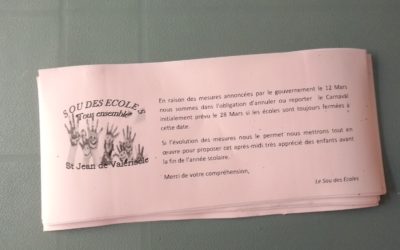 SOU DES ECOLES
Tous ensemble
St Jean de Valériscle
En raison des mesures annoncées par le gouvernement le 12 Mars
nous sommes dans l'obligation d'annuler ou reporter le Carnaval
initialement prévu le 28 Mars si les écoles sont toujours fermées à
cette date.
Si l'évolution des mesures nous le permet nous mettrons tout en
œuvre pour proposer cet après-midi très apprécié des enfants avant
la fin de l'année scolaire.
Merci de votre compréhension,
Le Sou des Écoles